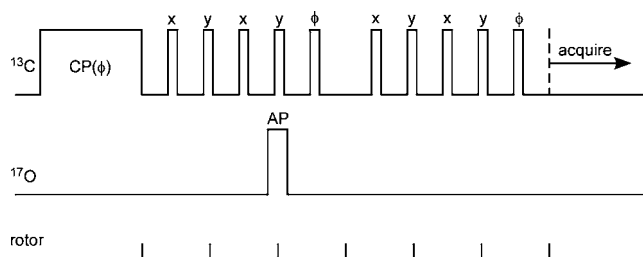 x y x y ϕ x y x y ϕ
¹³C CP(ϕ) acquire
AP
¹⁷O
rotor